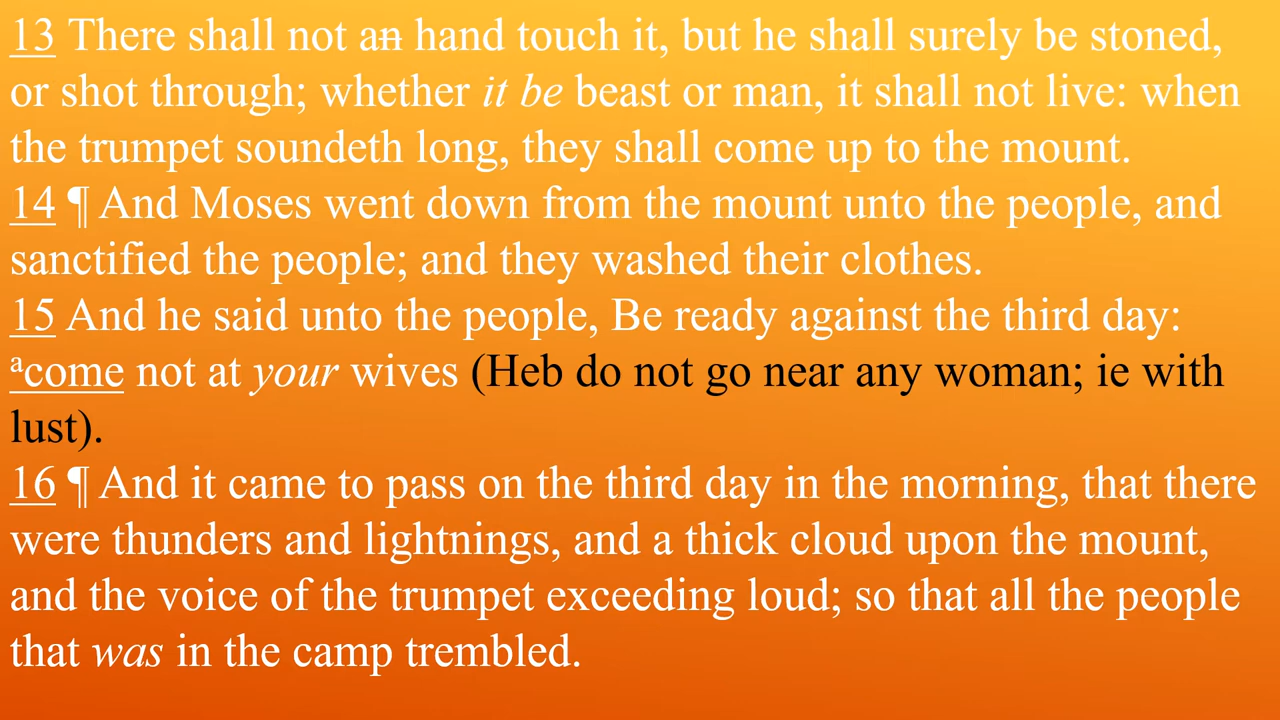 13 There shall not an hand touch it, but he shall surely be stoned,
or shot through; whether it be beast or man, it shall not live: when
the trumpet soundeth long, they shall come up to the mount.
14 ¶ And Moses went down from the mount unto the people, and
sanctified the people; and they washed their clothes.
15 And he said unto the people, Be ready against the third day:
ᵃcome not at your wives (Heb do not go near any woman; ie with
lust).
16 ¶ And it came to pass on the third day in the morning, that there
were thunders and lightnings, and a thick cloud upon the mount,
and the voice of the trumpet exceeding loud; so that all the people
that was in the camp trembled.